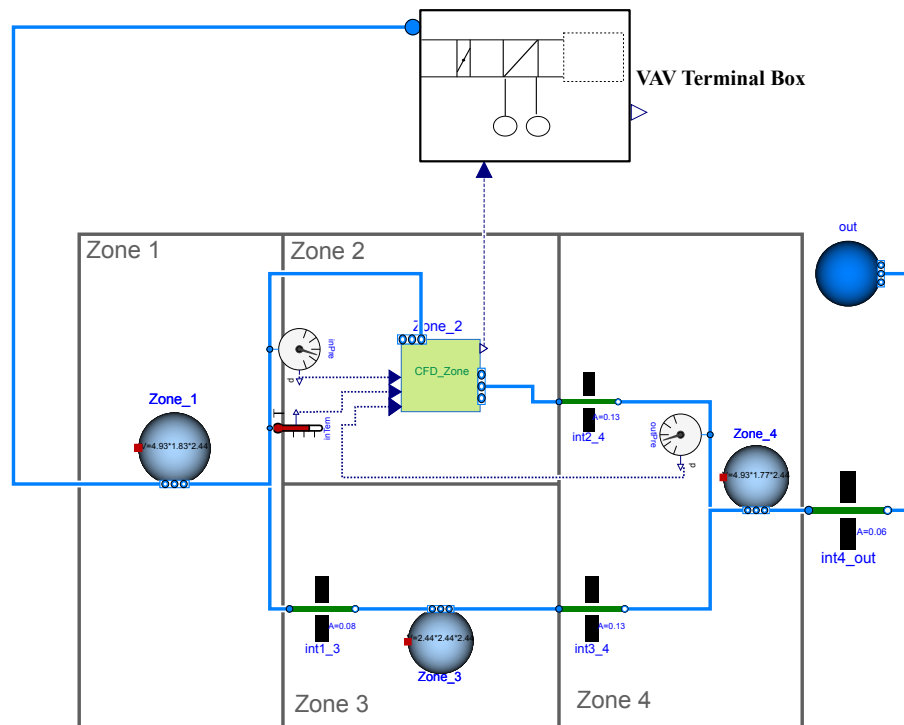 VAV Terminal Box
Zone 1
Zone 2
out
Zone_2
inPre
p
CFD_Zone
Zone_1
T
inTem
V=4.93*1.83*2.44
A=0.13
int2_4
outPre
p
Zone_4
V=4.93*1.77*2.44
A=0.06
int4_out
A=0.08
int1_3
=2.44*2.44*2.44
Zone_3
A=0.13
int3_4
Zone 3
Zone 4